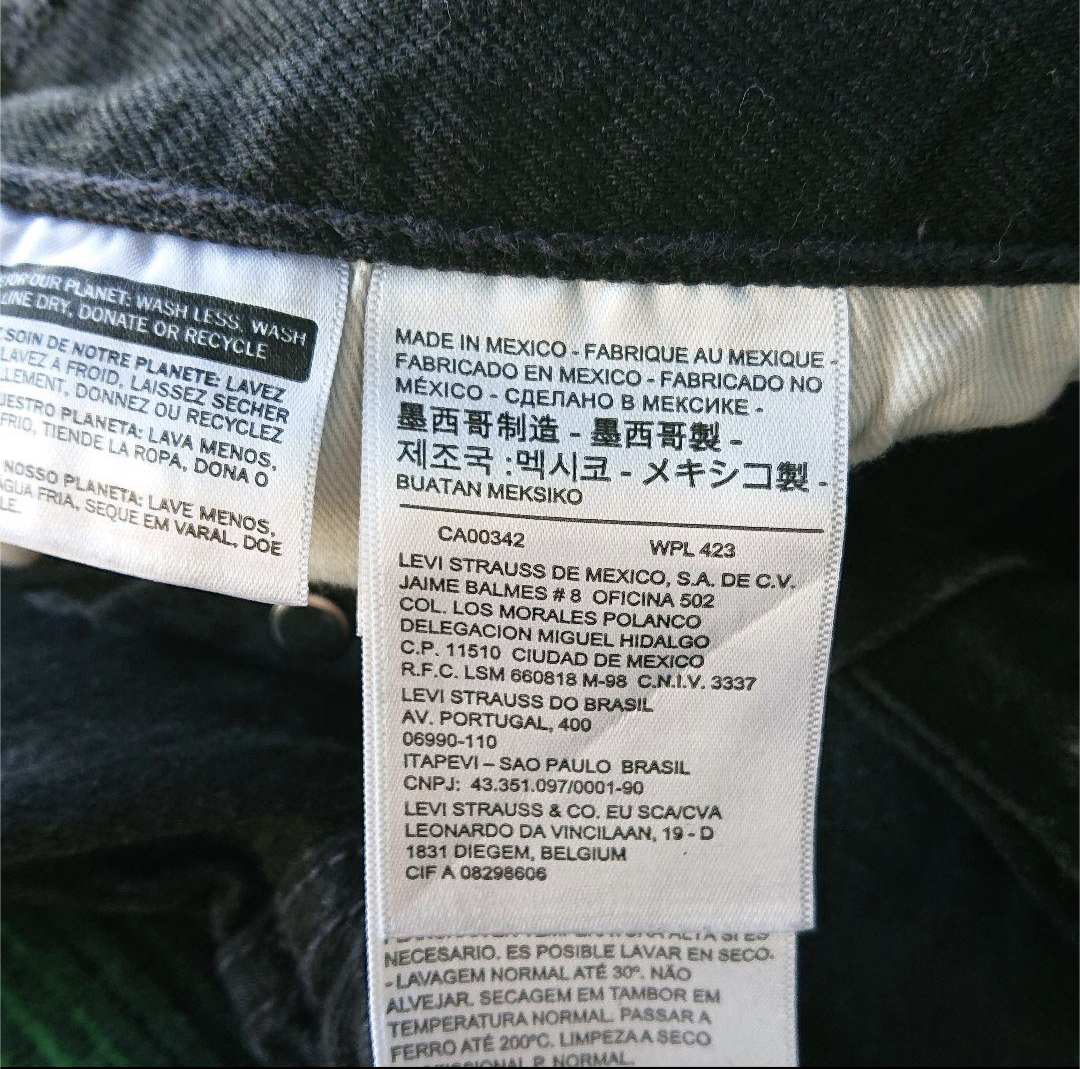 FOR OUR PLANET: WASH LESS, WASH
LINE DRY, DONATE OR RECYCLE
SOIN DE NOTRE PLANETE: LAVEZ
LAVEZ À FROID, LAISSEZ SECHER
DONNEZ OU RECYCLEZ
PLANETA: LAVA MENOS,
FRIO, TIENDE LA ROPA, DONA O
NOSSO PLANETA: LAVE MENOS,
FRIA, SEQUE EM VARAL, DOE
MADE IN MEXICO - FABRIQUE AU MEXIQUE -
FABRICADO EN MEXICO - FABRICADO NO
MÉXICO - СДЕЛАНО В МЕКСИКЕ -
墨西哥制造 - 墨西哥製 -
제조국 :멕시코 - メキシコ製 -
BUATAN MEKSIKO
CA00342 WPL 423
LEVI STRAUSS DE MEXICO, S.A. DE C.V.
JAIME BALMES # 8 OFICINA 502
COL. LOS MORALES POLANCO
DELEGACION MIGUEL HIDALGO
C.P. 11510 CIUDAD DE MEXICO
R.F.C. LSM 660818 M-98 C.N.I.V. 3337
LEVI STRAUSS DO BRASIL
AV. PORTUGAL, 400
06990-110
ITAPEVI – SAO PAULO BRASIL
CNPJ: 43.351.097/0001-90
LEVI STRAUSS & CO. EU SCA/CVA
LEONARDO DA VINCILAAN, 19 - D
1831 DIEGEM, BELGIUM
CIF A 08298606
ALTA SI ES
NECESARIO. ES POSIBLE LAVAR EN SECO.
- LAVAGEM NORMAL ATÉ 30º. NÃO
ALVEJAR. SECAGEM EM TAMBOR EM
TEMPERATURA NORMAL. PASSAR A
FERRO ATÉ 200ºC. LIMPEZA A SECO
P. NORMAL.